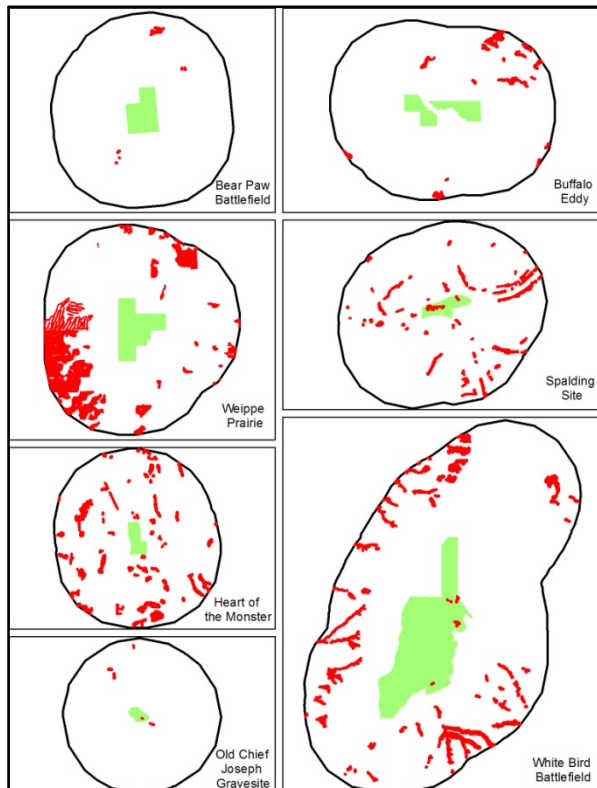 Bear Paw
Battlefield
Buffalo
Eddy
Weippe
Prairie
Spalding
Site
Heart of
the Monster
Old Chief
Joseph
Gravesite
White Bird
Battlefield